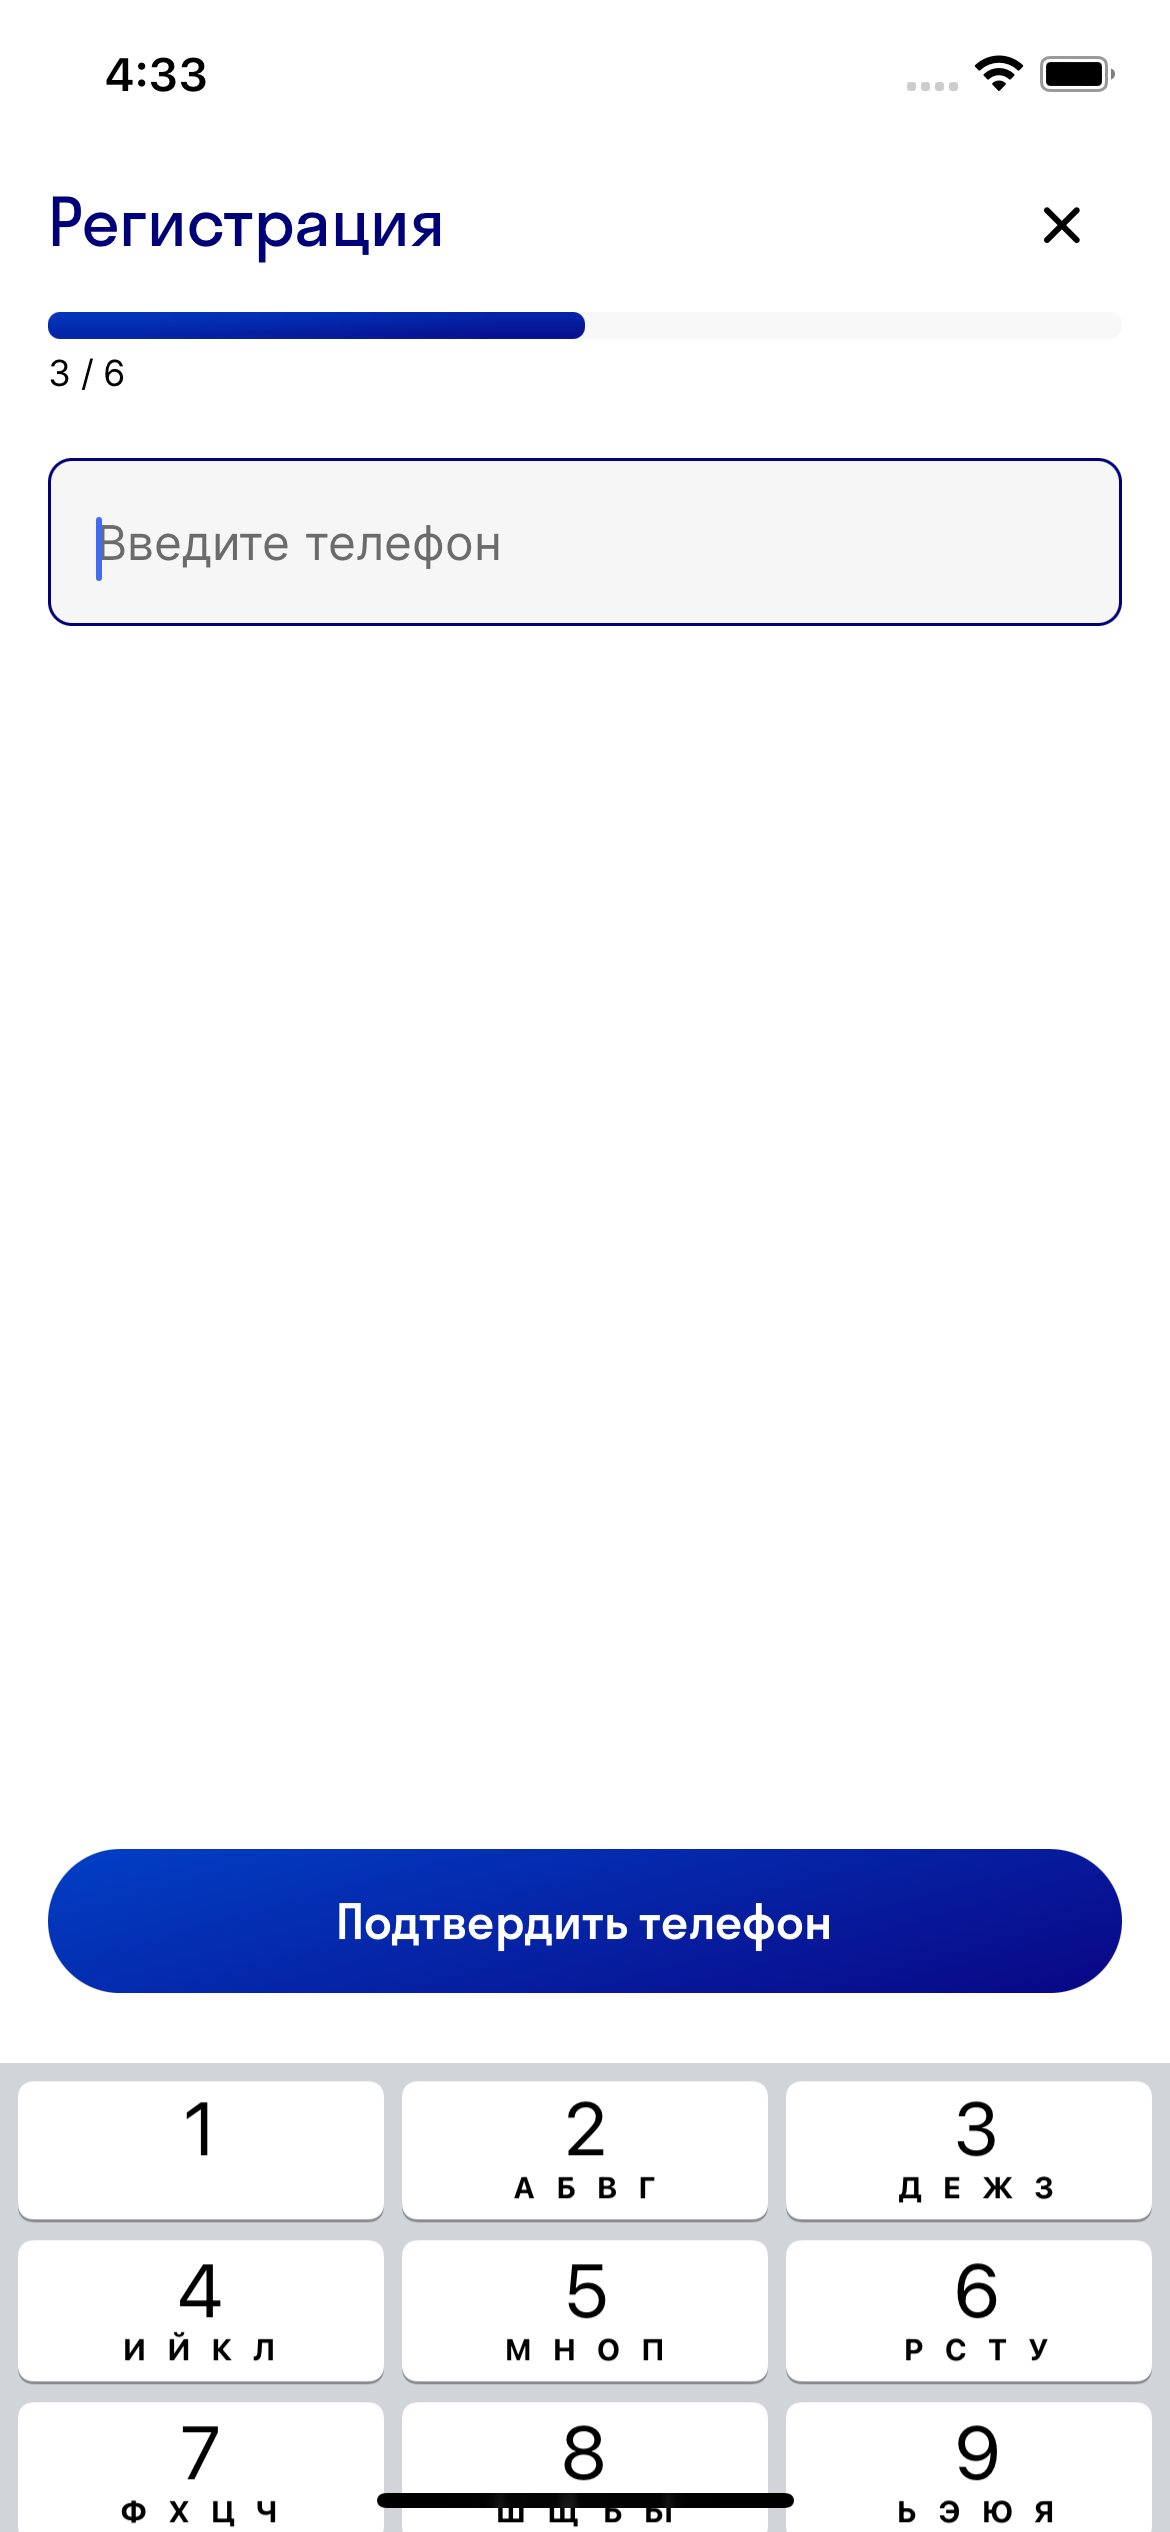 4:33
Регистрация
3 / 6
Введите телефон
Подтвердить телефон
1 2 3
А Б В Г Д Е Ж З
4 5 6
И Й К Л М Н О П Р С Т У
7 8 9
Ф Х Ц Ч Ш Щ Ъ Ы Ь Э Ю Я